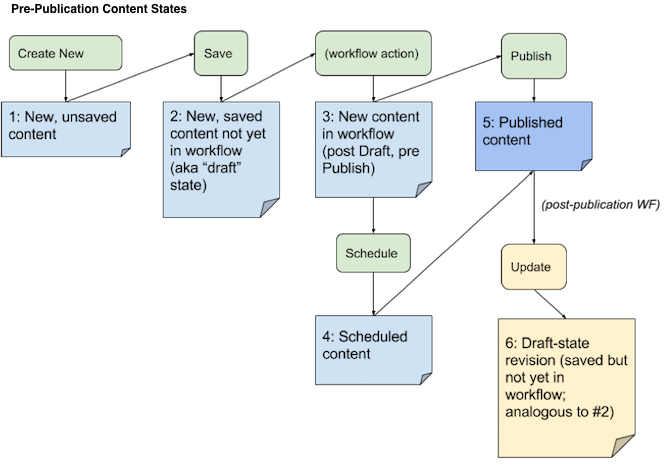 Pre-Publication Content States
Create New
Save
(workflow action)
Publish
1: New, unsaved
content
2: New, saved
content not yet
in workflow
(aka “draft”
state)
3: New content
in workflow
(post Draft, pre
Publish)
5: Published
content
(post-publication WF)
Schedule
Update
4: Scheduled
content
6: Draft-state
revision (saved but
not yet in
workflow;
analogous to #2)